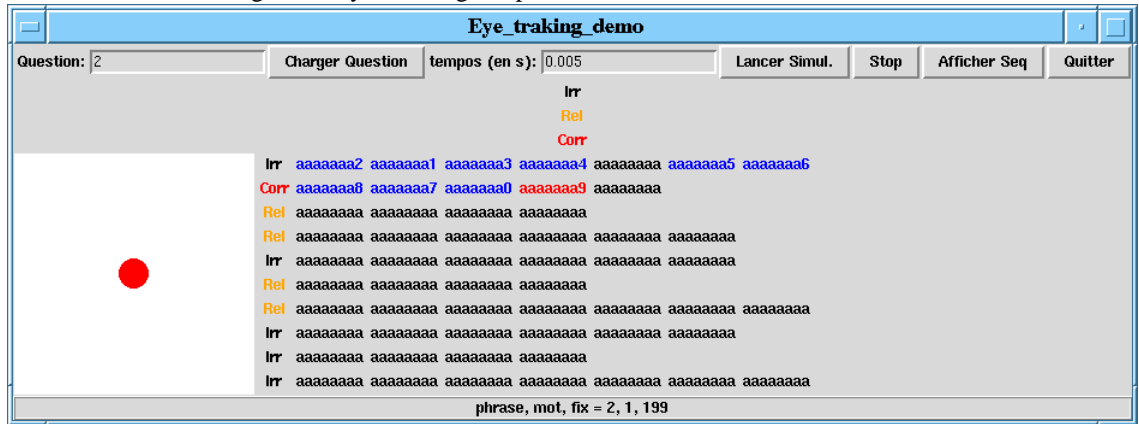 Eye_traking_demo
Question: 2 Charger Question tempos (en s): 0.005 Lancer Simul. Stop Afficher Seq Quitter
Irr
Rel
Corr
Irr aaaaaaa2 aaaaaaa1 aaaaaaa3 aaaaaaa4 aaaaaaaa aaaaaaa5 aaaaaaa6
Corr aaaaaaa8 aaaaaaa7 aaaaaaa0 aaaaaaa9 aaaaaaaa
Rel aaaaaaaa aaaaaaaa aaaaaaaa aaaaaaaa
Rel aaaaaaaa aaaaaaaa aaaaaaaa aaaaaaaa aaaaaaaa aaaaaaaa
Irr aaaaaaaa aaaaaaaa aaaaaaaa aaaaaaaa aaaaaaaa aaaaaaaa
Rel aaaaaaaa aaaaaaaa aaaaaaaa aaaaaaaa
Rel aaaaaaaa aaaaaaaa aaaaaaaa aaaaaaaa aaaaaaaa aaaaaaaa aaaaaaaa
Irr aaaaaaaa aaaaaaaa aaaaaaaa aaaaaaaa aaaaaaaa aaaaaaaa
Irr aaaaaaaa aaaaaaaa aaaaaaaa aaaaaaaa
Irr aaaaaaaa aaaaaaaa aaaaaaaa aaaaaaaa aaaaaaaa aaaaaaaa aaaaaaaa
phrase, mot, fix = 2, 1, 199